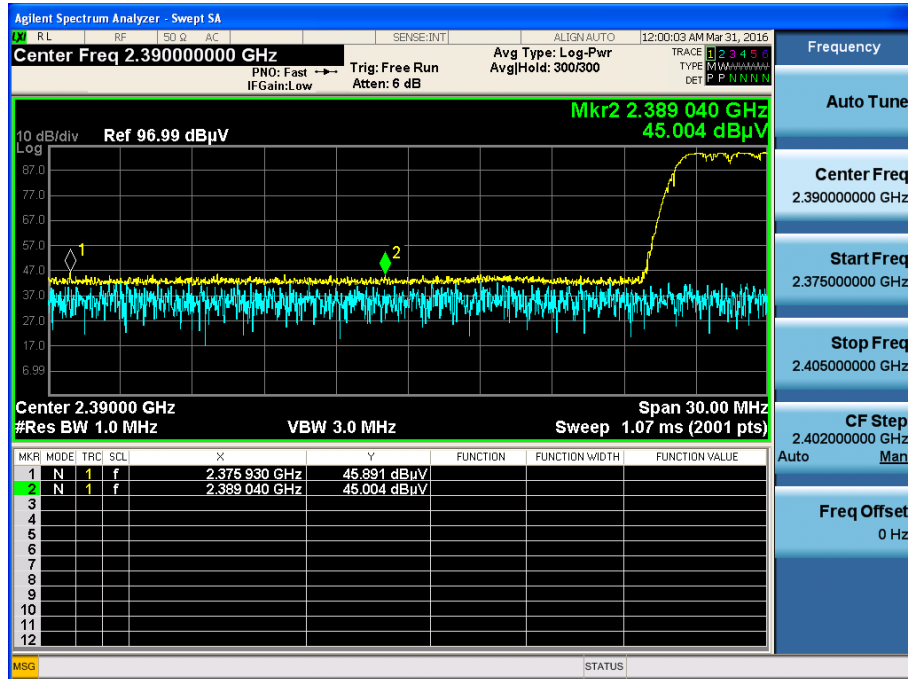 Agilent Spectrum Analyzer - Swept SA
LXI RL RF 50 Ω AC SENSE:INT ALIGN AUTO 12:00:03 AM Mar 31, 2016
Center Freq 2.390000000 GHz
PNO: Fast
IFGain:Low
Trig: Free Run
Atten: 6 dB
Avg Type: Log-Pwr
Avg|Hold: 300/300
TRACE 1 2 3 4 5 6
TYPE MWWWWW
DET P P N N N N
Mkr2 2.389 040 GHz
45.004 dBµV
10 dB/div Ref 96.99 dBµV
Log
87.0
77.0
67.0
57.0
47.0
37.0
27.0
17.0
6.99
1
2
Center 2.39000 GHz Span 30.00 MHz
#Res BW 1.0 MHz VBW 3.0 MHz Sweep 1.07 ms (2001 pts)
MKR MODE TRC SCL X Y FUNCTION FUNCTION WIDTH FUNCTION VALUE
1 N 1 f 2.375 930 GHz 45.891 dBµV
2 N 1 f 2.389 040 GHz 45.004 dBµV
3
4
5
6
7
8
9
10
11
12
MSG STATUS
Frequency
Auto Tune
Center Freq
2.390000000 GHz
Start Freq
2.375000000 GHz
Stop Freq
2.405000000 GHz
CF Step
2.402000000 GHz
Auto Man
Freq Offset
0 Hz